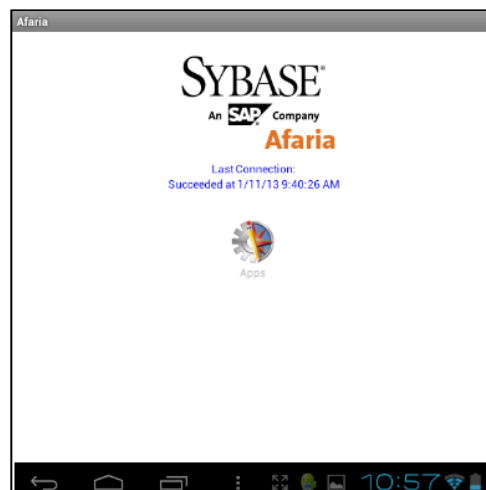 Afaria
SYBASE®
An SAP Company
Afaria
Last Connection:
Succeeded at 1/11/13 9:40:26 AM
Apps
10:57